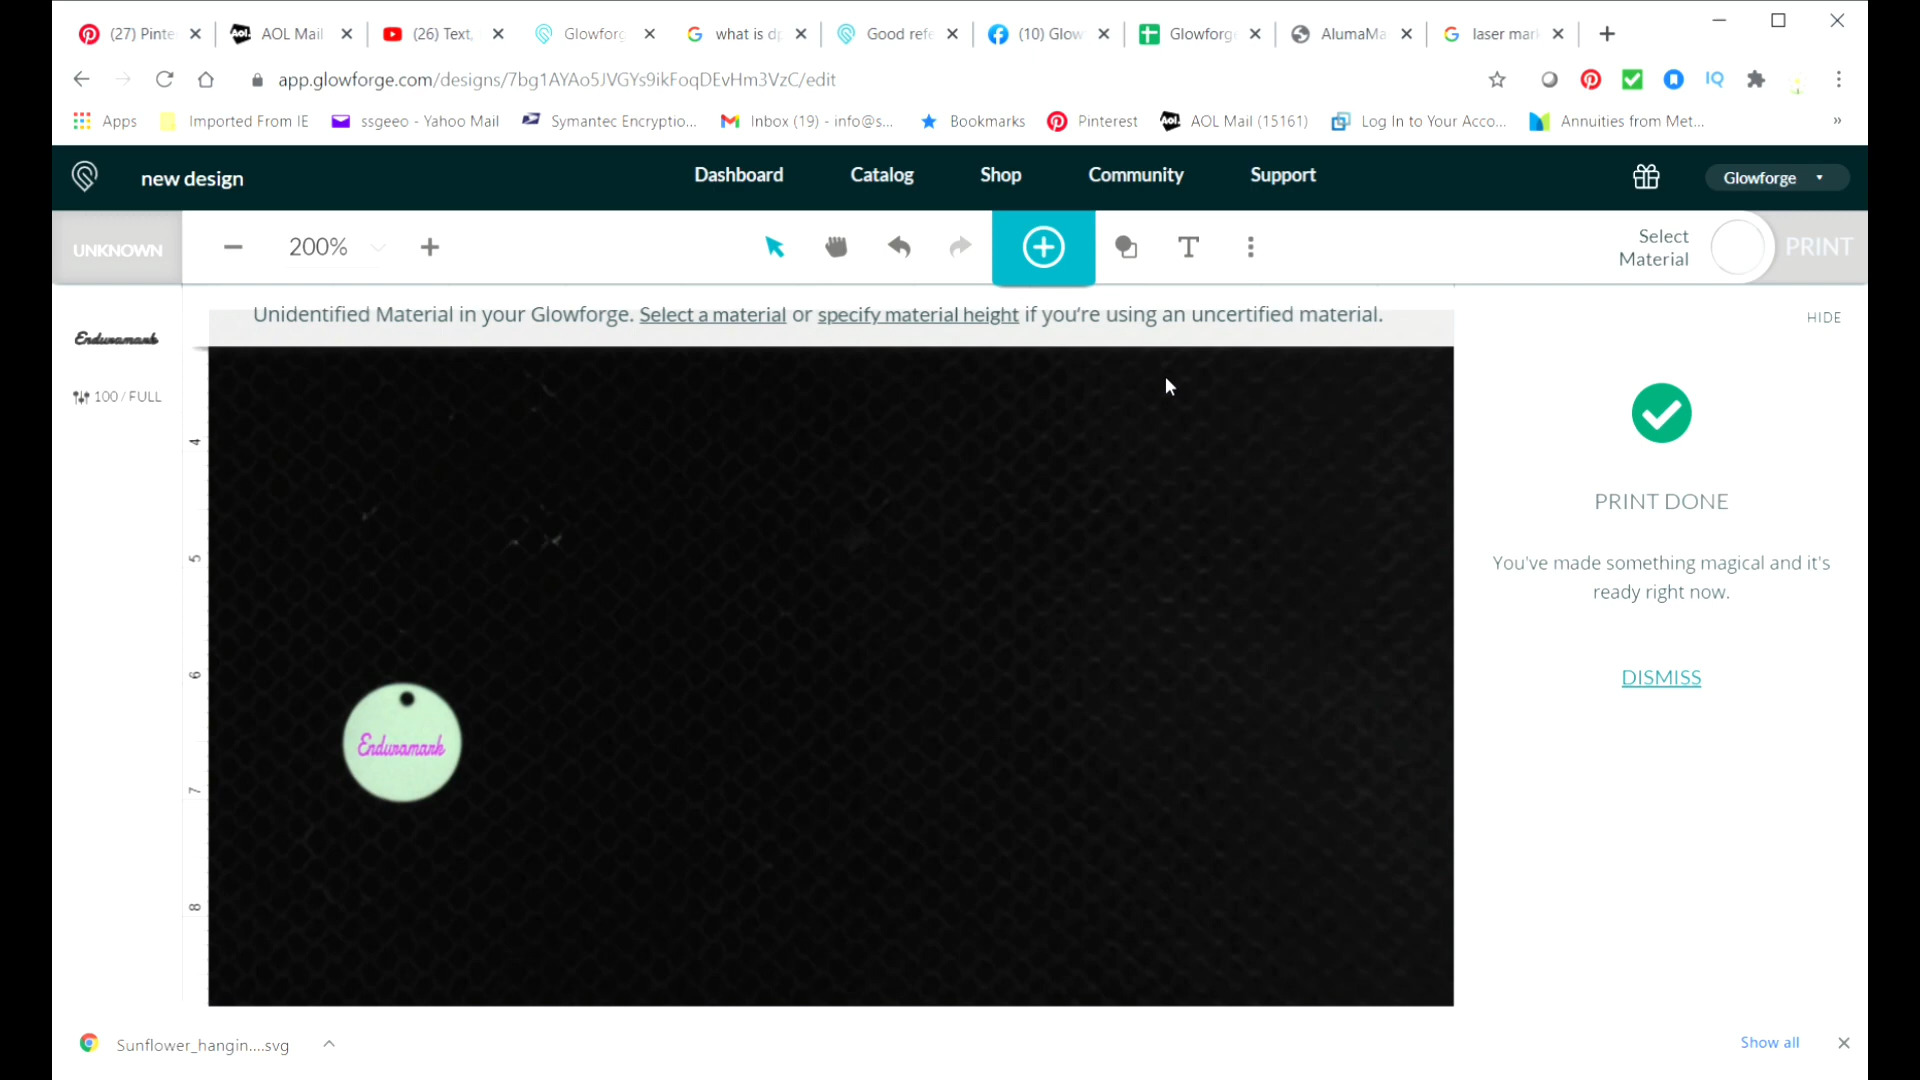 (27) Pinte
AOL Mail
(26) Text,
Glowforg
what is dp
Good refe
(10) Glow
Glowforge
AlumaMa
laser mar
app.glowforge.com/designs/7bg1AYAo5JVGYs9ikFoqDEvHm3VzC/edit
IQ
Apps
Imported From IE
ssgeeo - Yahoo Mail
Symantec Encryptio...
Inbox (19) - info@s...
Bookmarks
Pinterest
AOL Mail (15161)
Log In to Your Acco...
Annuities from Met...
»
new design
Dashboard
Catalog
Shop
Community
Support
Glowforge
UNKNOWN
200%
T
Select
Material
PRINT
Unidentified Material in your Glowforge. Select a material or specify material height if you're using an uncertified material.
HIDE
Enduramark
100 / FULL
4
5
6
7
8
Enduramark
PRINT DONE
You've made something magical and it's
ready right now.
DISMISS
Sunflower_hangin....svg
Show all